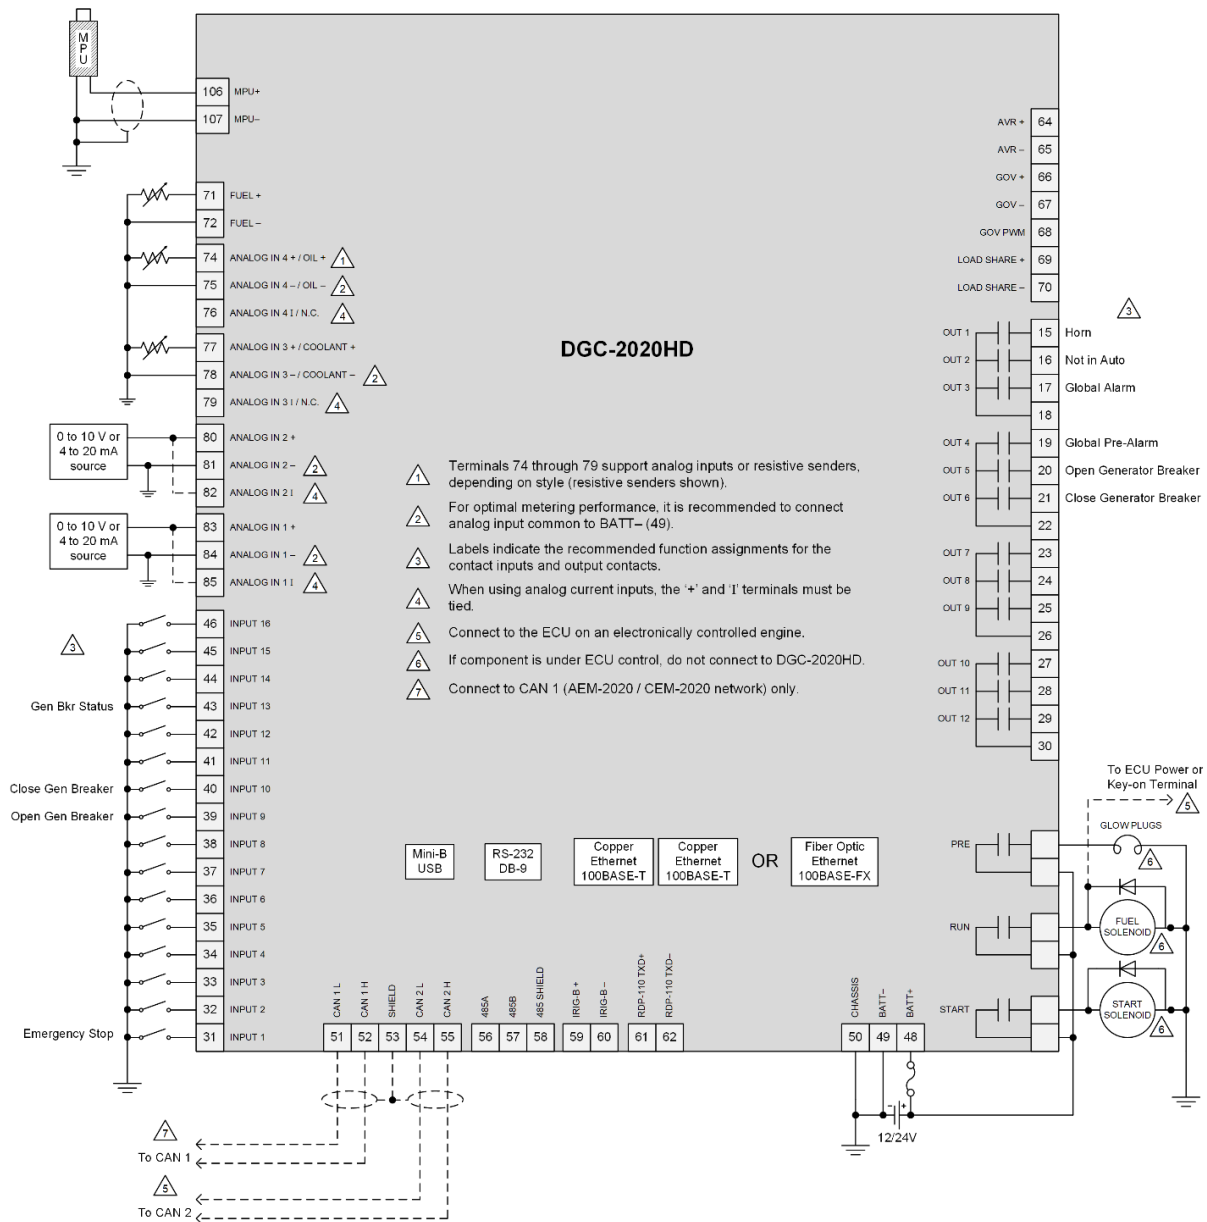 MPU
106 MPU+
107 MPU–
71 FUEL +
72 FUEL –
74 ANALOG IN 4 + / OIL + 1
75 ANALOG IN 4 – / OIL – 2
76 ANALOG IN 4 I / N.C. 4
77 ANALOG IN 3 + / COOLANT +
78 ANALOG IN 3 – / COOLANT – 2
79 ANALOG IN 3 I / N.C. 4
0 to 10 V or
4 to 20 mA
source
80 ANALOG IN 2 +
81 ANALOG IN 2 – 2
82 ANALOG IN 2 I 4
0 to 10 V or
4 to 20 mA
source
83 ANALOG IN 1 +
84 ANALOG IN 1 – 2
85 ANALOG IN 1 I 4
3
46 INPUT 16
45 INPUT 15
44 INPUT 14
Gen Bkr Status 43 INPUT 13
42 INPUT 12
41 INPUT 11
Close Gen Breaker 40 INPUT 10
Open Gen Breaker 39 INPUT 9
38 INPUT 8
37 INPUT 7
36 INPUT 6
35 INPUT 5
34 INPUT 4
33 INPUT 3
32 INPUT 2
Emergency Stop 31 INPUT 1
DGC-2020HD
1 Terminals 74 through 79 support analog inputs or resistive senders,
depending on style (resistive senders shown).
2 For optimal metering performance, it is recommended to connect
analog input common to BATT– (49).
3 Labels indicate the recommended function assignments for the
contact inputs and output contacts.
4 When using analog current inputs, the ‘+’ and ‘I’ terminals must be
tied.
5 Connect to the ECU on an electronically controlled engine.
6 If component is under ECU control, do not connect to DGC-2020HD.
7 Connect to CAN 1 (AEM-2020 / CEM-2020 network) only.
Mini-B
USB
RS-232
DB-9
Copper
Ethernet
100BASE-T
Copper
Ethernet
100BASE-T
OR
Fiber Optic
Ethernet
100BASE-FX
AVR + 64
AVR – 65
GOV + 66
GOV – 67
GOV PWM 68
LOAD SHARE + 69
LOAD SHARE – 70
3
OUT 1 15 Horn
OUT 2 16 Not in Auto
OUT 3 17 Global Alarm
18
OUT 4 19 Global Pre-Alarm
OUT 5 20 Open Generator Breaker
OUT 6 21 Close Generator Breaker
22
OUT 7 23
OUT 8 24
OUT 9 25
26
OUT 10 27
OUT 11 28
OUT 12 29
30
To ECU Power or
Key-on Terminal
5
GLOW PLUGS
PRE
6
RUN
FUEL
SOLENOID
6
START
START
SOLENOID
6
CAN 1 L
CAN 1 H
SHIELD
CAN 2 L
CAN 2 H
485A
485B
485 SHIELD
IRIG-B +
IRIG-B –
RDP-110 TXD+
RDP-110 TXD–
CHASSIS
BATT–
BATT+
51 52 53 54 55 56 57 58 59 60 61 62 50 49 48
- +
12/24V
7
To CAN 1
5
To CAN 2